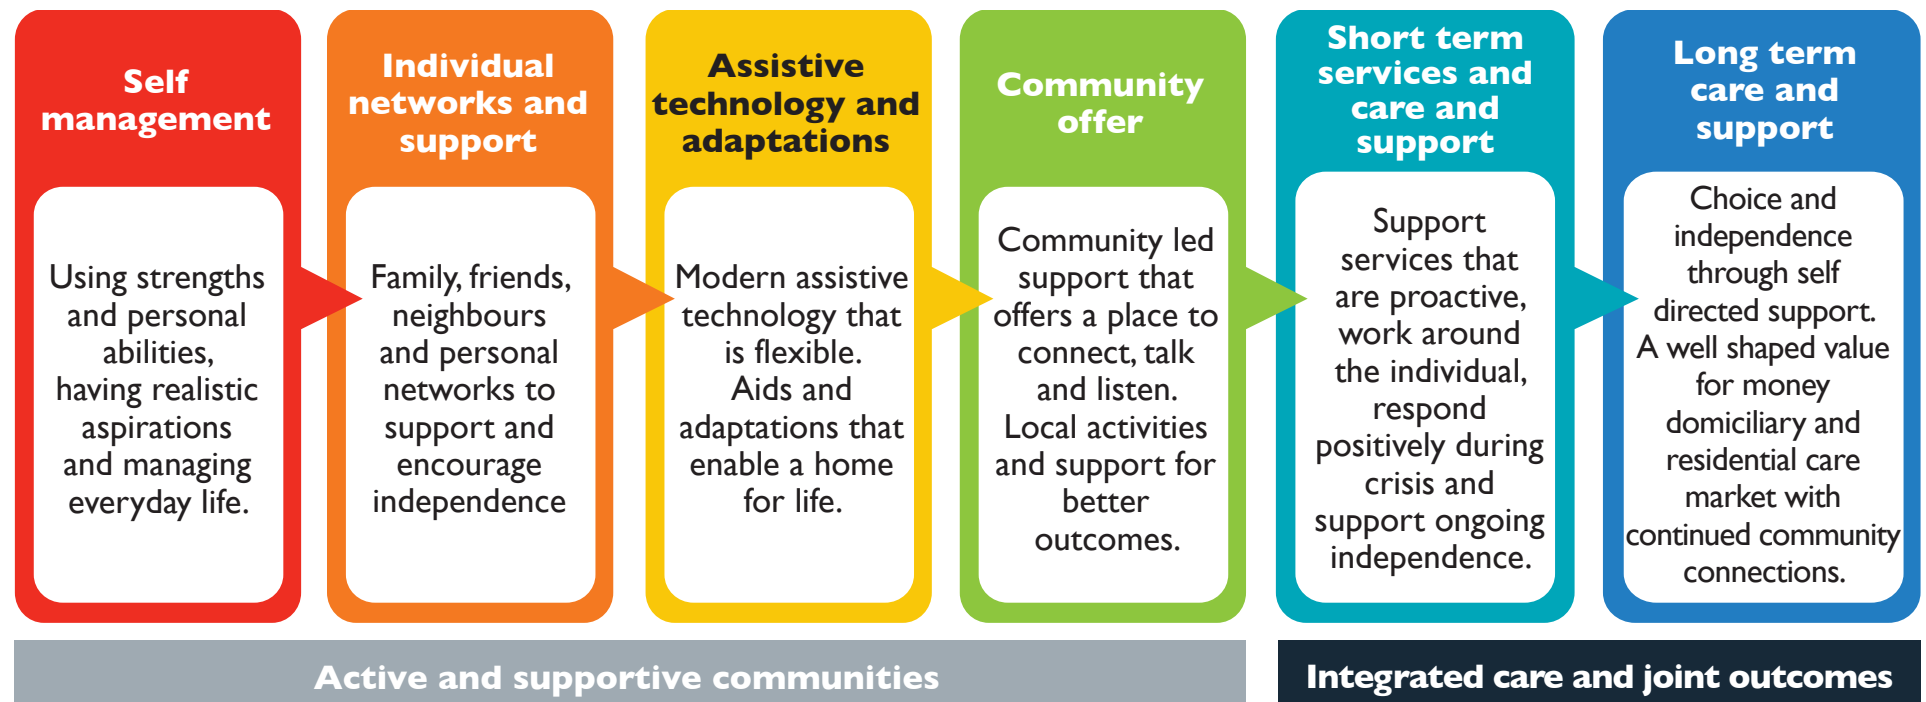 Self
management
Using strengths
and personal
abilities,
having realistic
aspirations
and managing
everyday life.
Individual
networks and
support
Family, friends,
neighbours
and personal
networks to
support and
encourage
independence
Assistive
technology and
adaptations
Modern assistive
technology that
is flexible.
Aids and
adaptations that
enable a home
for life.
Community
offer
Community led
support that
offers a place to
connect, talk
and listen.
Local activities
and support for
better
outcomes.
Short term
services and
care and
support
Support
services that
are proactive,
work around
the individual,
respond
positively during
crisis and
support ongoing
independence.
Long term
care and
support
Choice and
independence
through self
directed support.
A well shaped value
for money
domiciliary and
residential care
market with
continued community
connections.
Active and supportive communities
Integrated care and joint outcomes